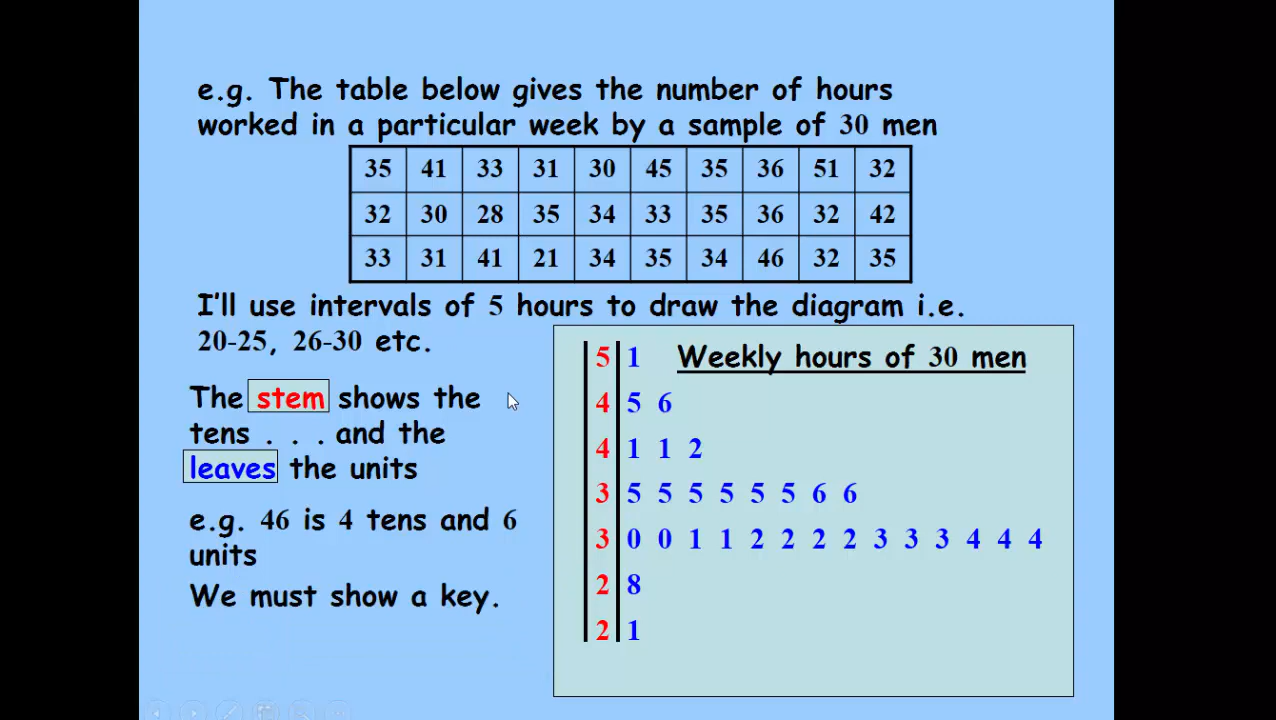 e.g. The table below gives the number of hours
worked in a particular week by a sample of 30 men
35 41 33 31 30 45 35 36 51 32
32 30 28 35 34 33 35 36 32 42
33 31 41 21 34 35 34 46 32 35
I'll use intervals of 5 hours to draw the diagram i.e.
20-25, 26-30 etc.
The stem shows the
tens . . . and the
leaves the units
e.g. 46 is 4 tens and 6
units
We must show a key.
Weekly hours of 30 men
5 1
4 5 6
4 1 1 2
3 5 5 5 5 5 5 6 6
3 0 0 1 1 2 2 2 2 3 3 3 4 4 4
2 8
2 1